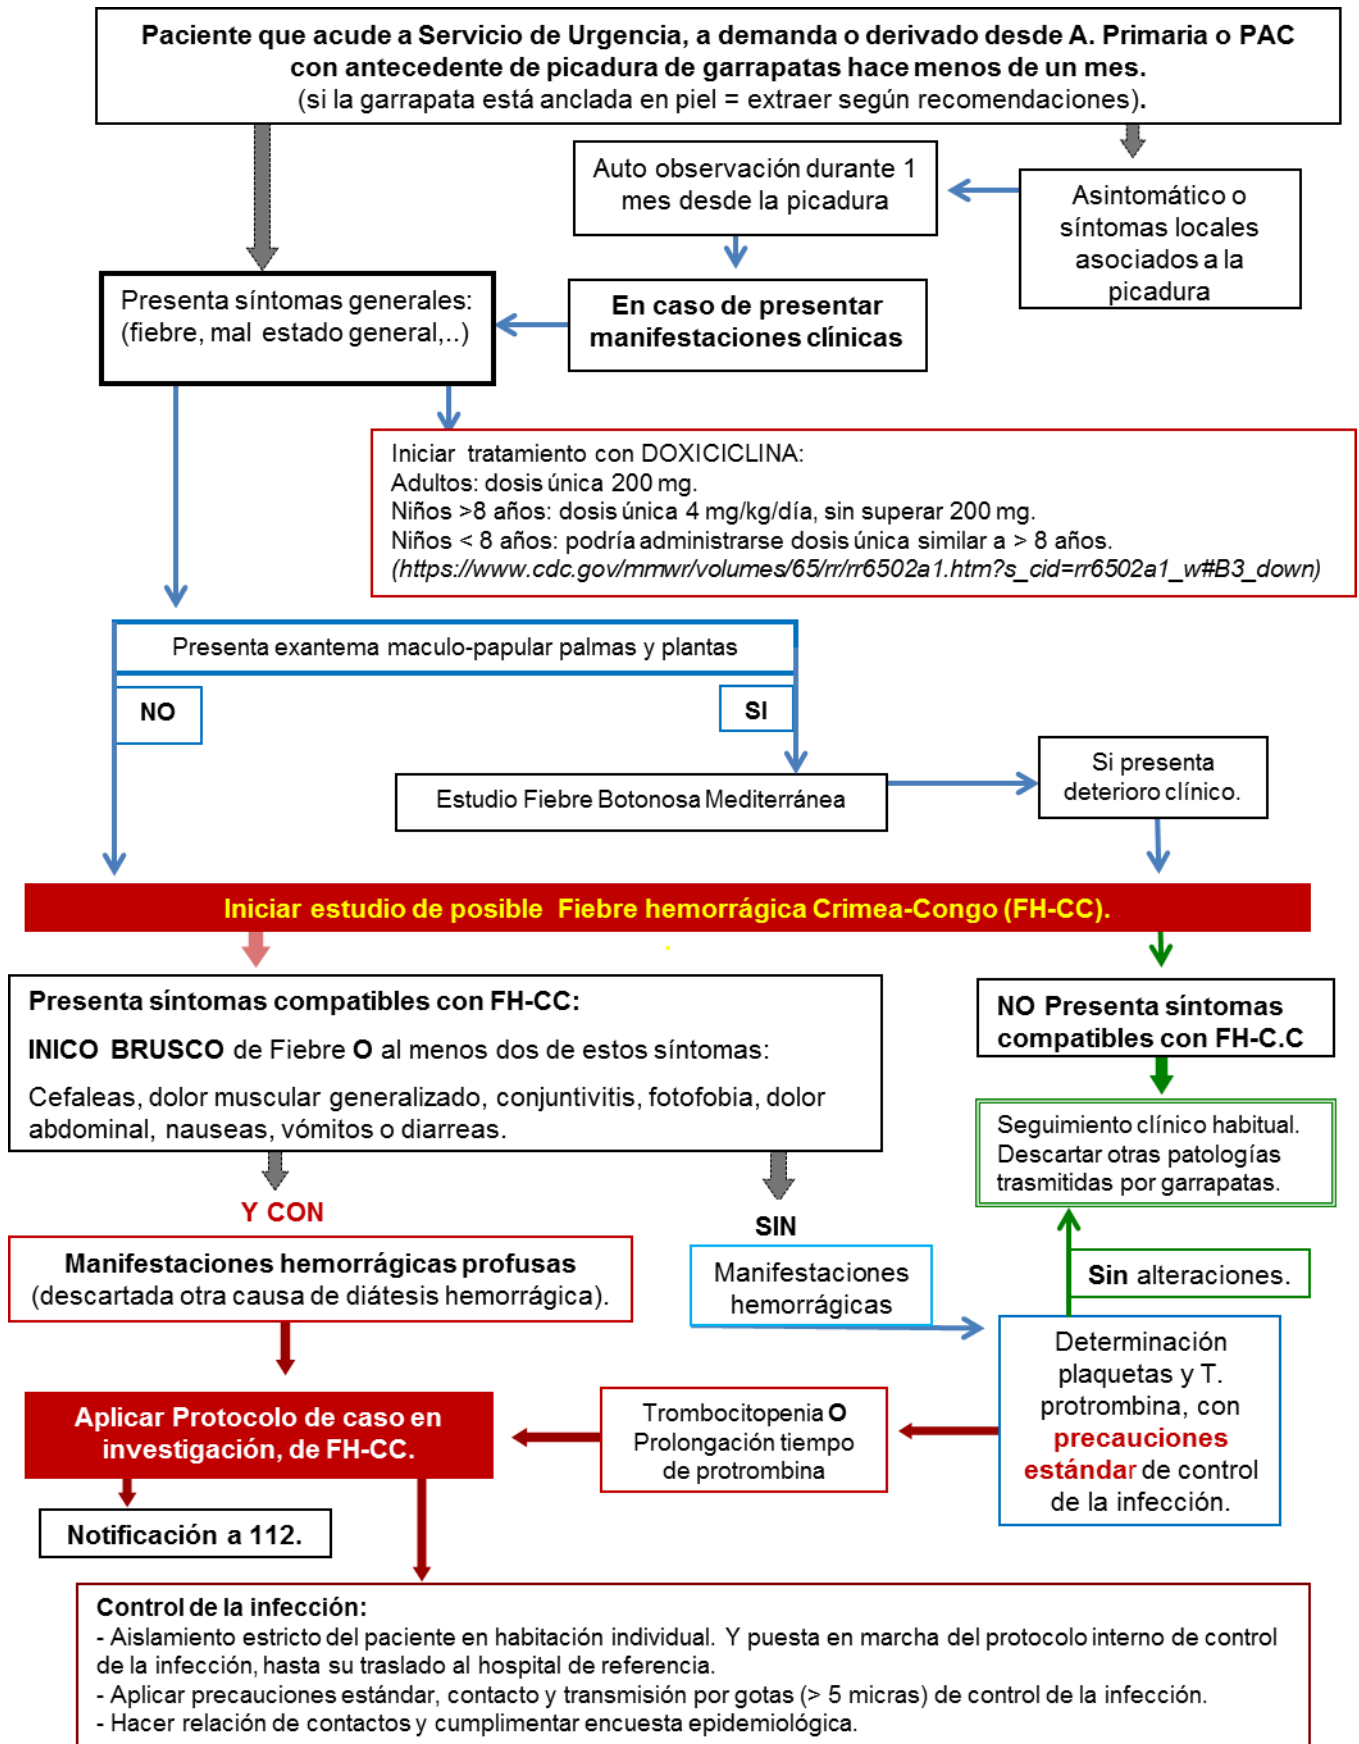 Paciente que acude a Servicio de Urgencia, a demanda o derivado desde A. Primaria o PAC
con antecedente de picadura de garrapatas hace menos de un mes.
(si la garrapata está anclada en piel = extraer según recomendaciones).
Auto observación durante 1
mes desde la picadura
Asintomático o
síntomas locales
asociados a la
picadura
Presenta síntomas generales:
(fiebre, mal estado general,..)
En caso de presentar
manifestaciones clínicas
Iniciar tratamiento con DOXICICLINA:
Adultos: dosis única 200 mg.
Niños >8 años: dosis única 4 mg/kg/día, sin superar 200 mg.
Niños < 8 años: podría administrarse dosis única similar a > 8 años.
(https://www.cdc.gov/mmwr/volumes/65/rr/rr6502a1.htm?s_cid=rr6502a1_w#B3_down)
Presenta exantema maculo-papular palmas y plantas
NO
SI
Estudio Fiebre Botonosa Mediterránea
Si presenta
deterioro clínico.
Iniciar estudio de posible Fiebre hemorrágica Crimea-Congo (FH-CC).
Presenta síntomas compatibles con FH-CC:
INICO BRUSCO de Fiebre O al menos dos de estos síntomas:
Cefaleas, dolor muscular generalizado, conjuntivitis, fotofobia, dolor
abdominal, nauseas, vómitos o diarreas.
NO Presenta síntomas
compatibles con FH-C.C
Seguimiento clínico habitual.
Descartar otras patologías
trasmitidas por garrapatas.
Y CON
SIN
Manifestaciones hemorrágicas profusas
(descartada otra causa de diátesis hemorrágica).
Manifestaciones
hemorrágicas
Sin alteraciones.
Determinación
plaquetas y T.
protrombina, con
precauciones
estándar de control
de la infección.
Trombocitopenia O
Prolongación tiempo
de protrombina
Aplicar Protocolo de caso en
investigación, de FH-CC.
Notificación a 112.
Control de la infección:
- Aislamiento estricto del paciente en habitación individual. Y puesta en marcha del protocolo interno de control
de la infección, hasta su traslado al hospital de referencia.
- Aplicar precauciones estándar, contacto y transmisión por gotas (> 5 micras) de control de la infección.
- Hacer relación de contactos y cumplimentar encuesta epidemiológica.